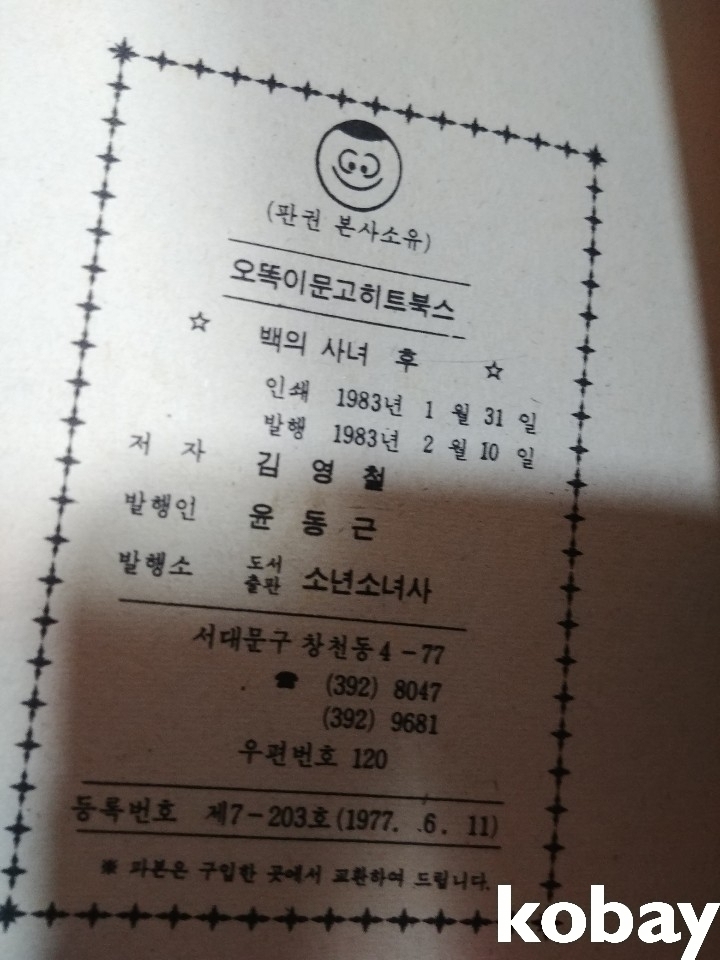 (판권 본사소유)
오똑이문고히트북스
☆ 백의 사녀 후 ☆
인쇄 1983년 1 월 31 일
발행 1983년 2 월 10 일
저 자 김 영 철
발행인 윤 동 근
발행소 도서출판 소년소녀사
서대문구 창천동 4-77
☎ (392) 8047
(392) 9681
우편번호 120
등록번호 제7-203호(1977. 6. 11)
※ 파본은 구입한 곳에서 교환하여 드립니다.
kobay